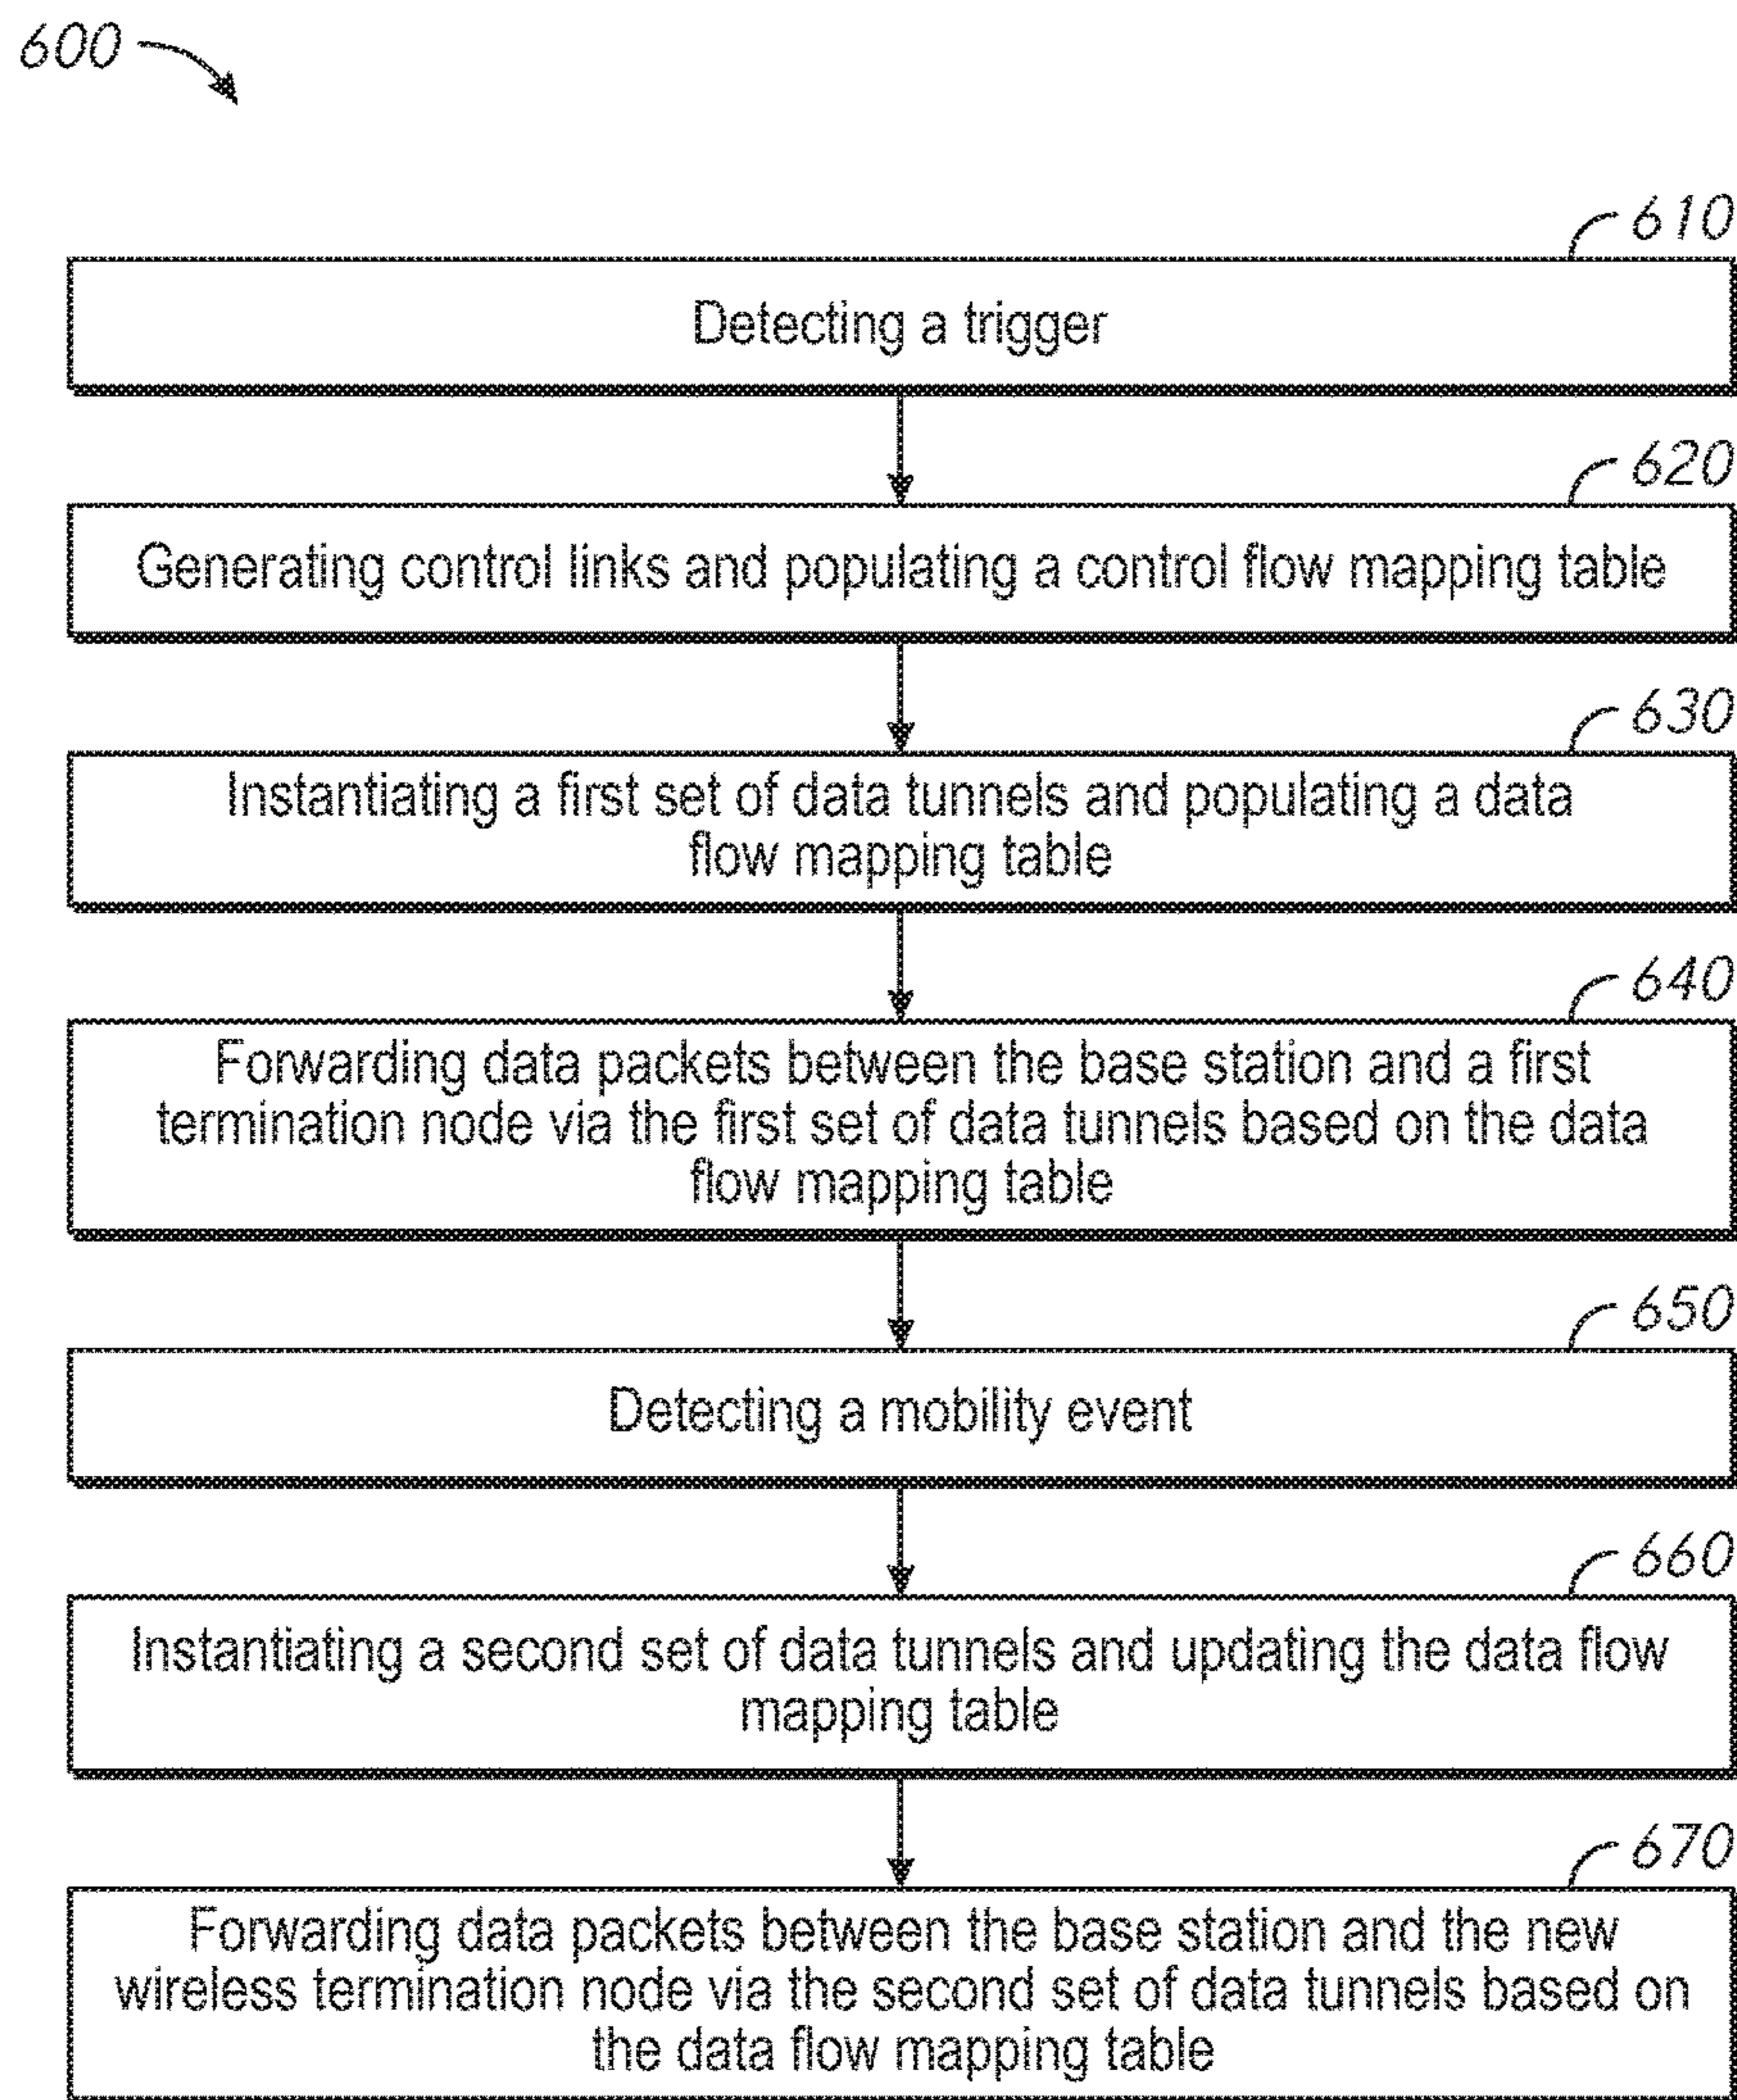 600
610
Detecting a trigger
620
Generating control links and populating a control flow mapping table
630
Instantiating a first set of data tunnels and populating a data
flow mapping table
640
Forwarding data packets between the base station and a first
termination node via the first set of data tunnels based on the data
flow mapping table
650
Detecting a mobility event
660
Instantiating a second set of data tunnels and updating the data flow
mapping table
670
Forwarding data packets between the base station and the new
wireless termination node via the second set of data tunnels based on
the data flow mapping table